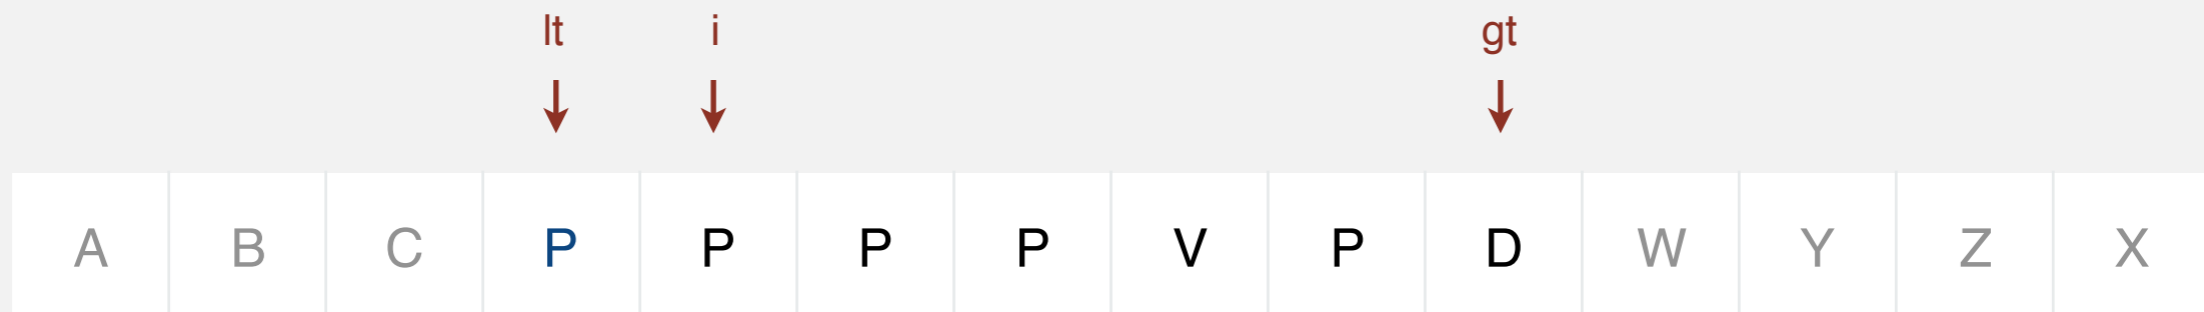 lt i gt
A B C P P P P V P D W Y Z X